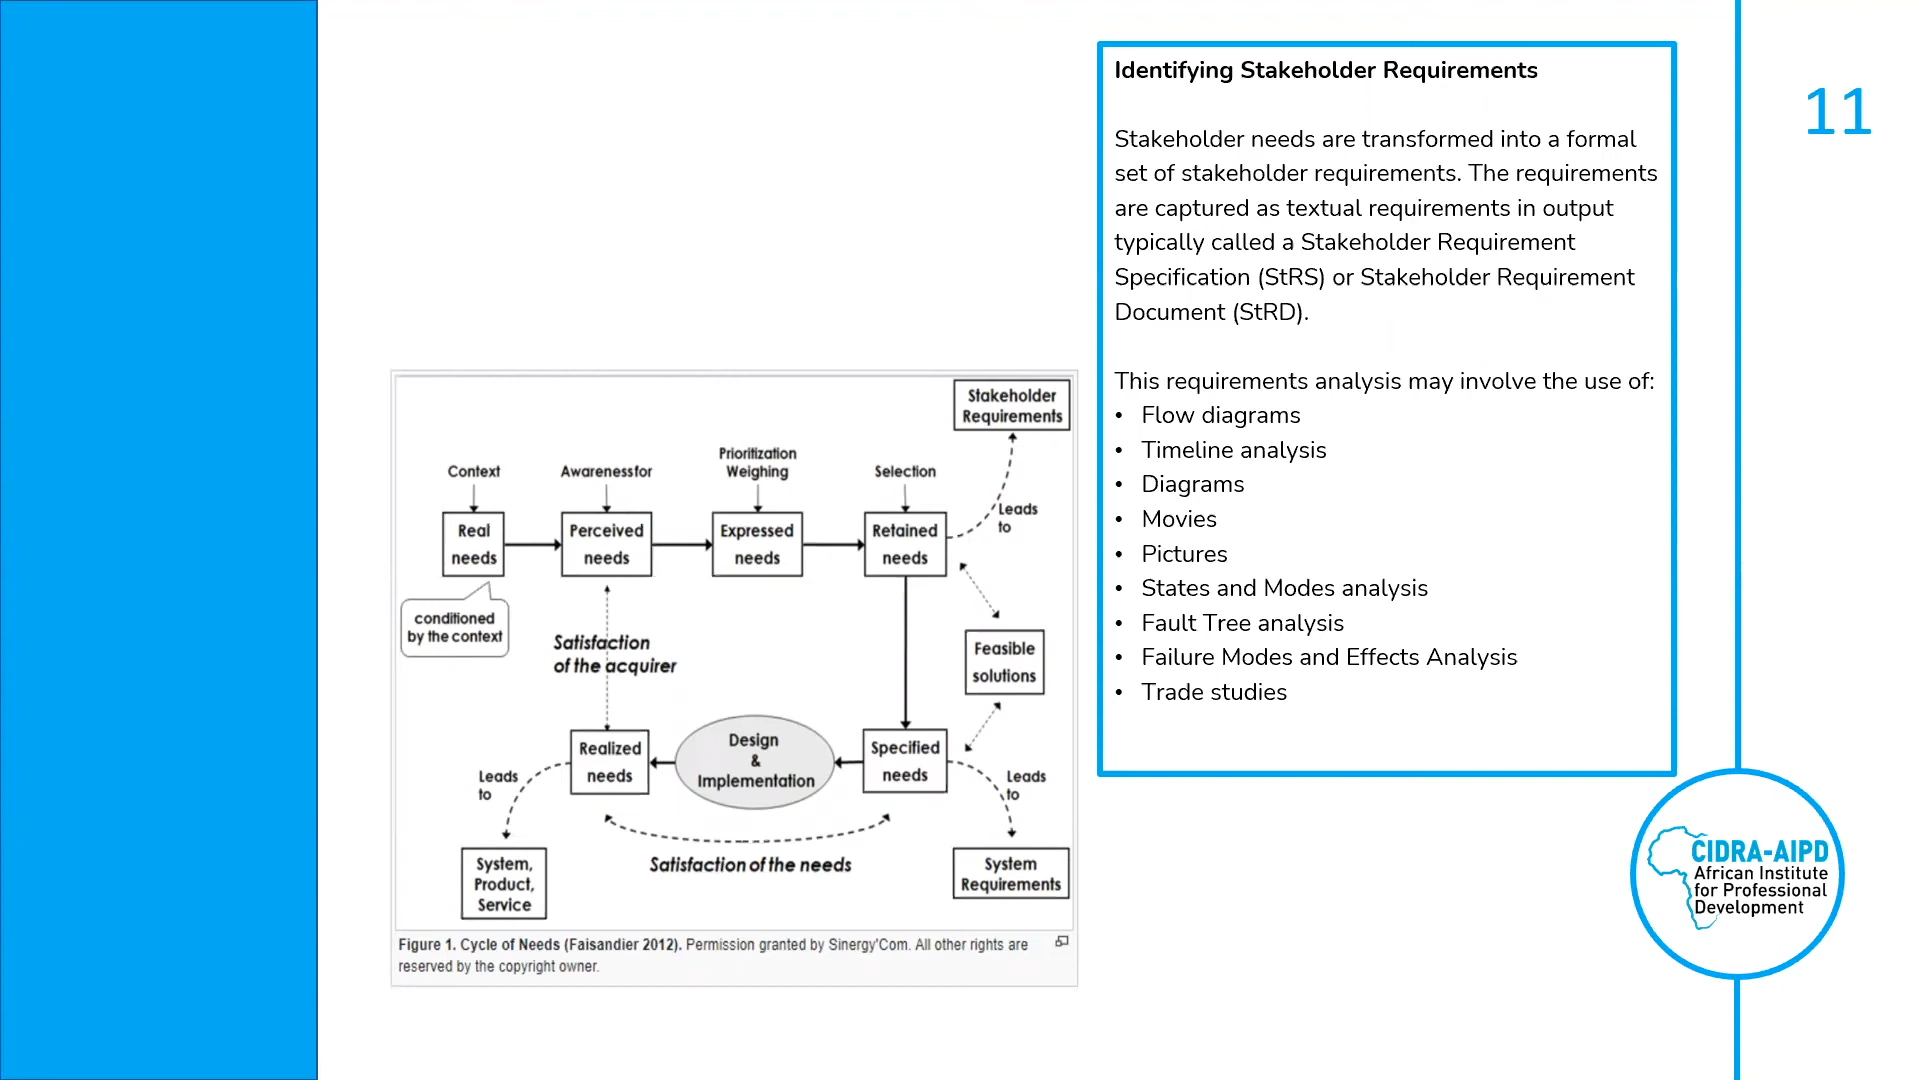 Identifying Stakeholder Requirements
Stakeholder needs are transformed into a formal
set of stakeholder requirements. The requirements
are captured as textual requirements in output
typically called a Stakeholder Requirement
Specification (StRS) or Stakeholder Requirement
Document (StRD).
This requirements analysis may involve the use of:
• Flow diagrams
• Timeline analysis
• Diagrams
• Movies
• Pictures
• States and Modes analysis
• Fault Tree analysis
• Failure Modes and Effects Analysis
• Trade studies
11
Stakeholder
Requirements
Context
Awarenessfor
Prioritization
Weighing
Selection
Leads
to
Real
needs
Perceived
needs
Expressed
needs
Retained
needs
conditioned
by the context
Satisfaction
of the acquirer
Feasible
solutions
Realized
needs
Design
&
Implementation
Specified
needs
Leads
to
Leads
to
Satisfaction of the needs
System,
Product,
Service
System
Requirements
Figure 1. Cycle of Needs (Faisandier 2012). Permission granted by Sinergy'Com. All other rights are
reserved by the copyright owner.
CIDRA-AIPD
African Institute
for Professional
Development